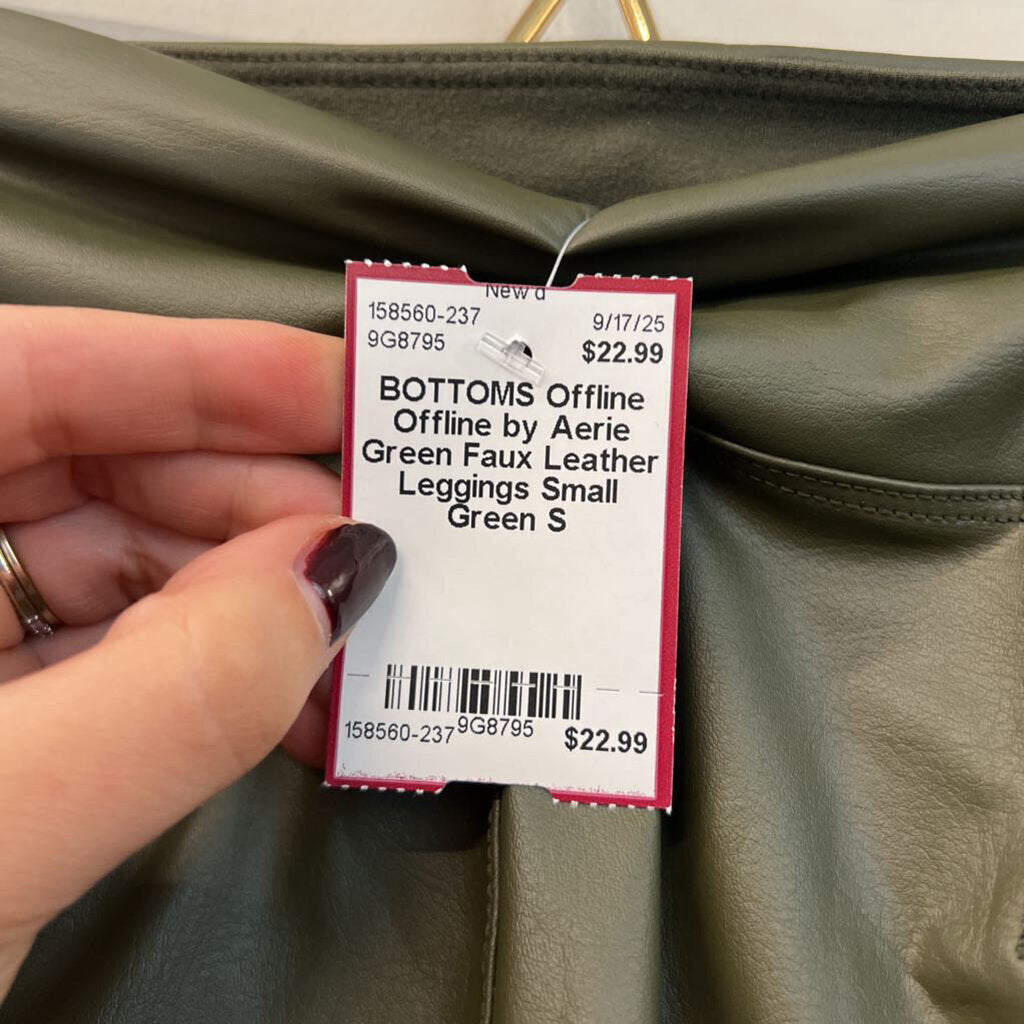 New d
158560-237
9/17/25
9G8795
$22.99
BOTTOMS Offline
Offline by Aerie
Green Faux Leather
Leggings Small
Green S
158560-237 9G8795 $22.99